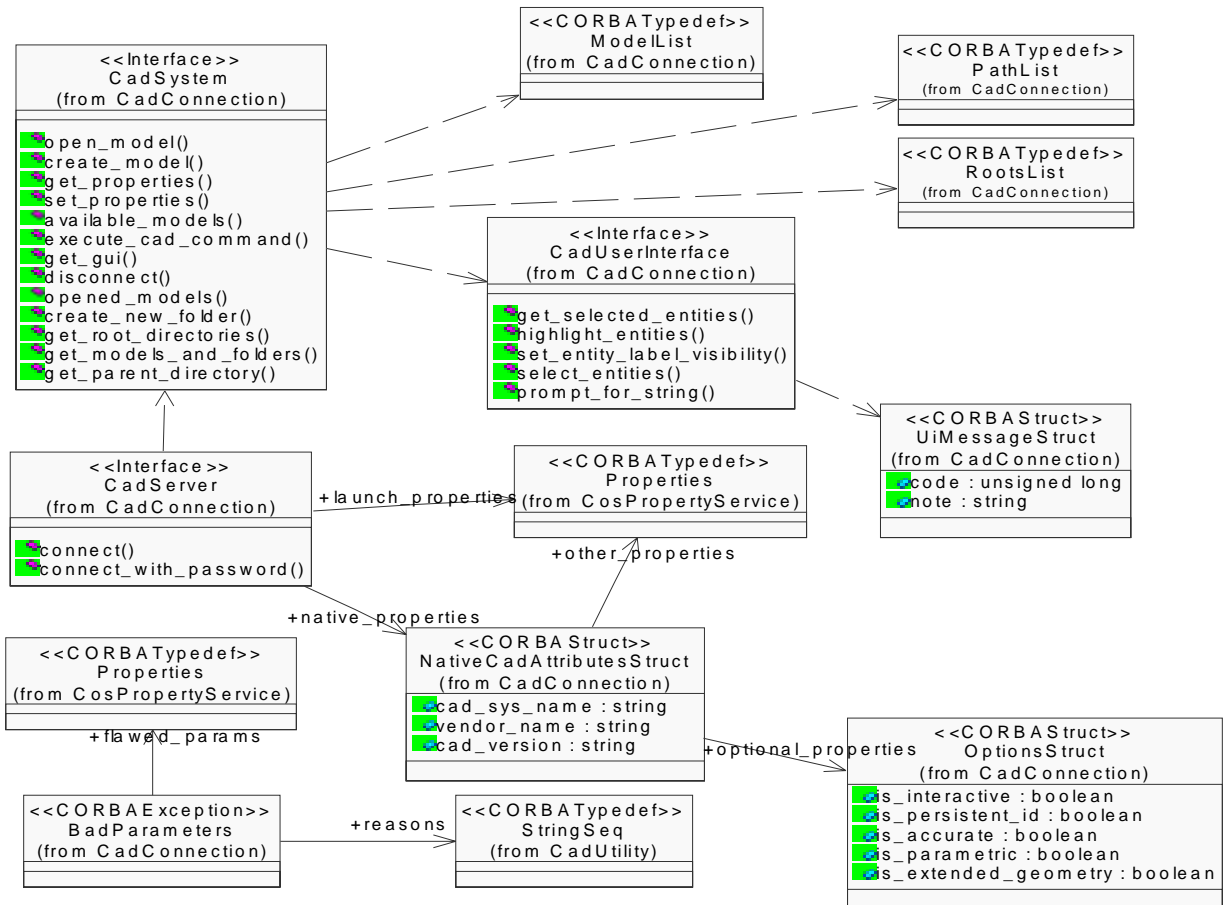 <<CORBATypedef>>
ModelList
(from CadConnection)
<<Interface>>
CadSystem
(from CadConnection)
open_model()
create_model()
get_properties()
set_properties()
available_models()
execute_cad_command()
get_gui()
disconnect()
opened_models()
create_new_folder()
get_root_directories()
get_models_and_folders()
get_parent_directory()
<<CORBATypedef>>
PathList
(from CadConnection)
<<CORBATypedef>>
RootsList
(from CadConnection)
<<Interface>>
CadUserInterface
(from CadConnection)
get_selected_entities()
highlight_entities()
set_entity_label_visibility()
select_entities()
prompt_for_string()
<<CORBAStruct>>
UiMessageStruct
(from CadConnection)
code : unsigned long
note : string
<<Interface>>
CadServer
(from CadConnection)
connect()
connect_with_password()
+launch_properties
<<CORBATypedef>>
Properties
(from CosPropertyService)
+other_properties
+native_properties
<<CORBAStruct>>
NativeCadAttributesStruct
(from CadConnection)
cad_sys_name : string
vendor_name : string
cad_version : string
<<CORBATypedef>>
Properties
(from CosPropertyService)
+flawed_params
+optional_properties
<<CORBAStruct>>
OptionsStruct
(from CadConnection)
is_interactive : boolean
is_persistent_id : boolean
is_accurate : boolean
is_parametric : boolean
is_extended_geometry : boolean
<<CORBAException>>
BadParameters
(from CadConnection)
+reasons
<<CORBATypedef>>
StringSeq
(from CadUtility)